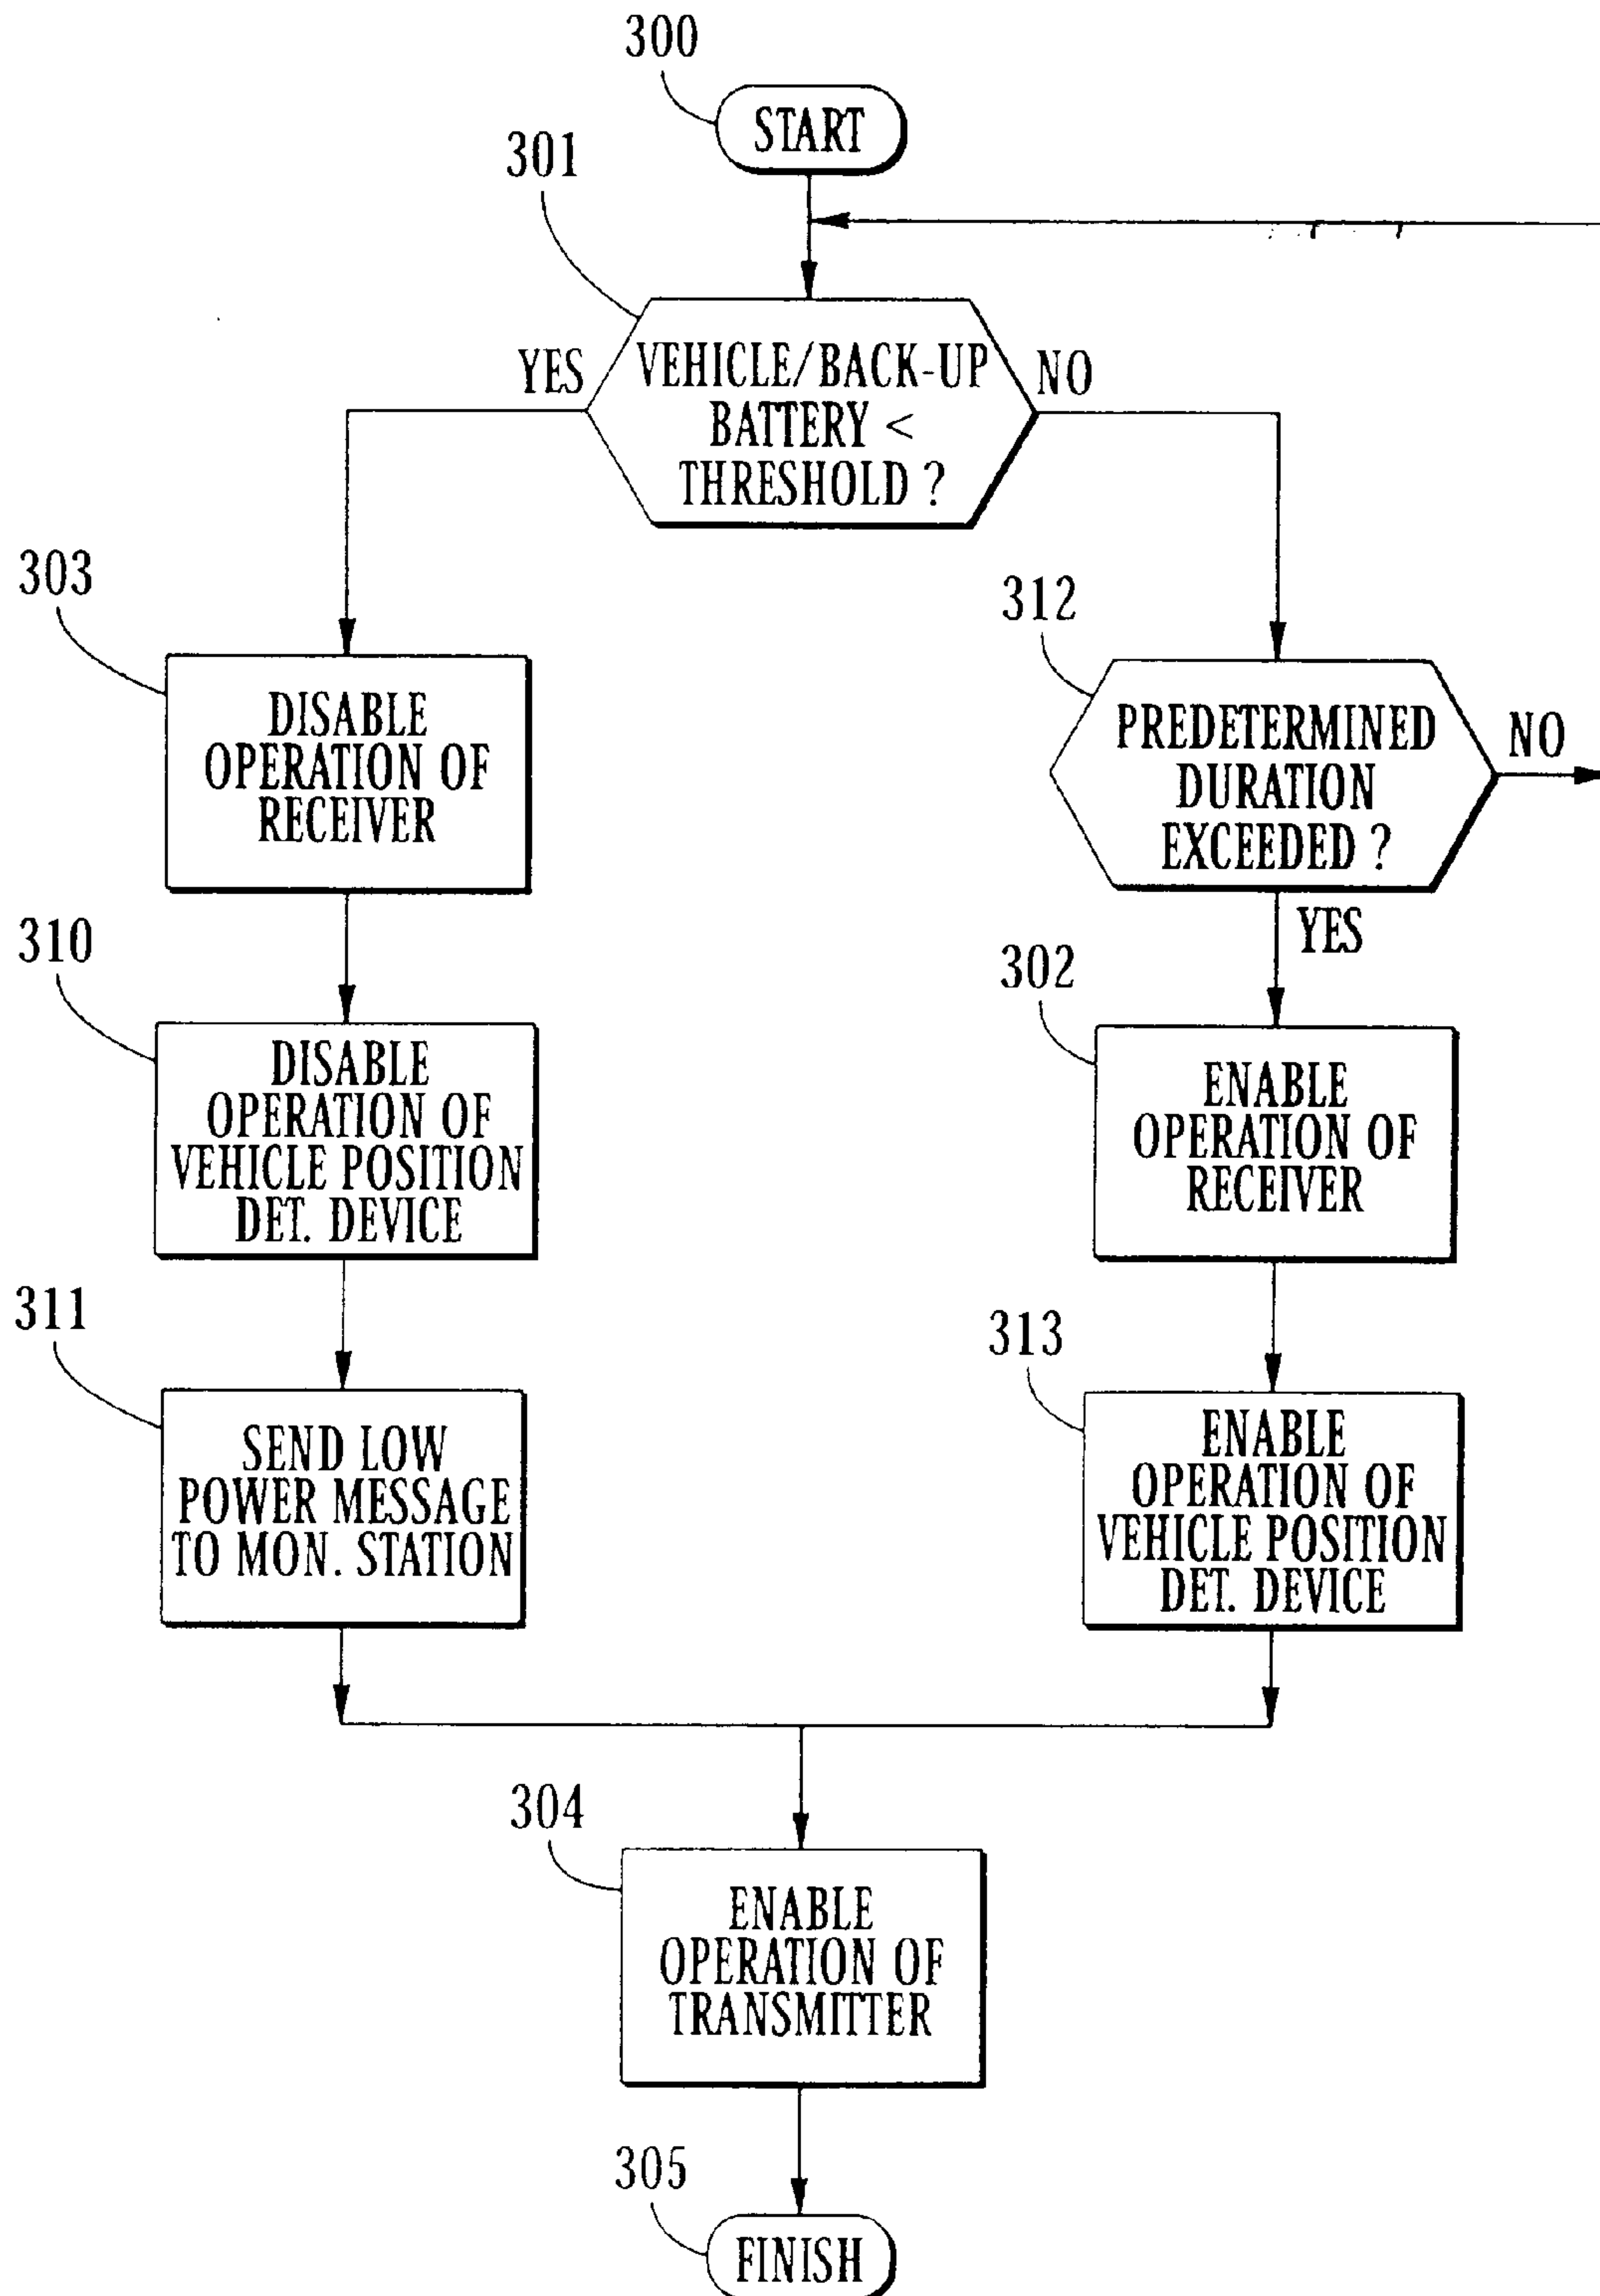 300
START
301
YES
VEHICLE/BACK-UP
BATTERY <
THRESHOLD ?
NO
303
DISABLE
OPERATION OF
RECEIVER
312
PREDETERMINED
DURATION
EXCEEDED ?
NO
YES
310
DISABLE
OPERATION OF
VEHICLE POSITION
DET. DEVICE
302
ENABLE
OPERATION OF
RECEIVER
311
SEND LOW
POWER MESSAGE
TO MON. STATION
313
ENABLE
OPERATION OF
VEHICLE POSITION
DET. DEVICE
304
ENABLE
OPERATION OF
TRANSMITTER
305
FINISH